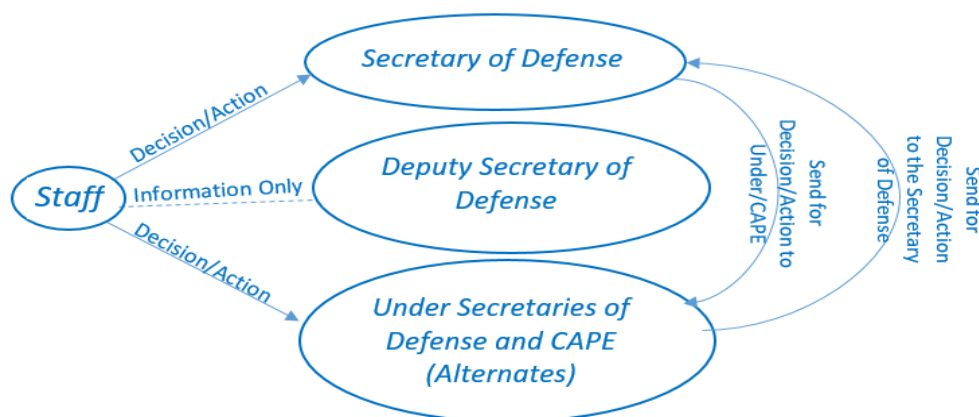 Secretary of Defense
Decision/Action
Staff
Information Only
Deputy Secretary of
Defense
Decision/Action
Under Secretaries of
Defense and CAPE
(Alternates)
Send for
Decision/Action to
Under/CAPE
Send for
Decision/Action
to the Secretary
of Defense